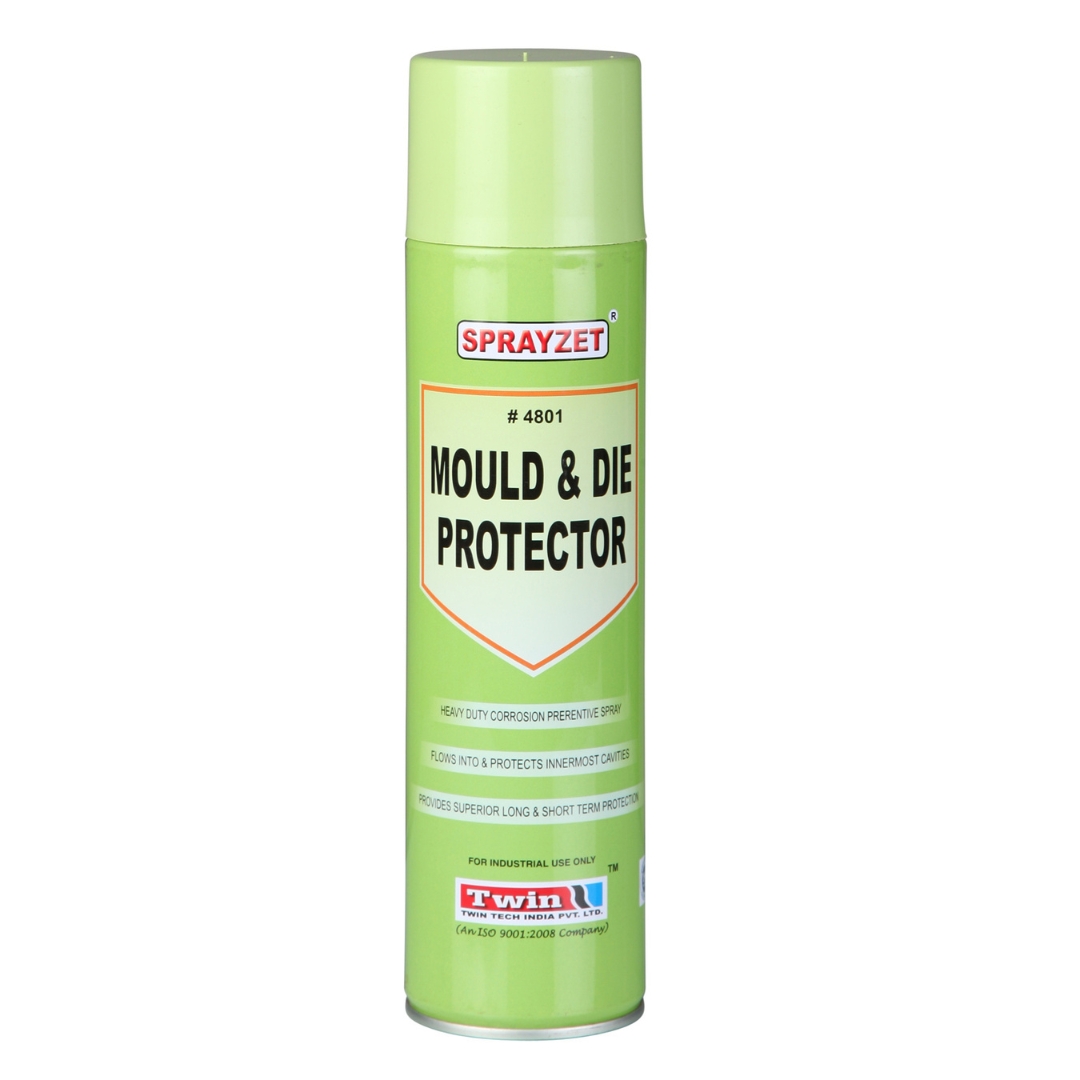 SPRAYZET ®
# 4801
MOULD & DIE
PROTECTOR
HEAVY DUTY CORROSION PRERENTIVE SPRAY
FLOWS INTO & PROTECTS INNERMOST CAVITIES
PROVIDES SUPERIOR LONG & SHORT TERM PROTECTION
FOR INDUSTRIAL USE ONLY
Twin ™
TWIN TECH INDIA PVT. LTD.
(An ISO 9001:2008 Company)